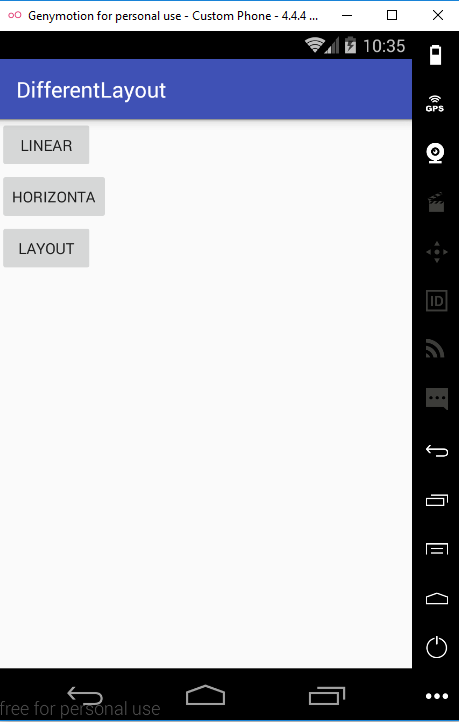 Genymotion for personal use - Custom Phone - 4.4.4 ...
10:35
DifferentLayout
LINEAR
HORIZONTA
LAYOUT
GPS
ID
free for personal use